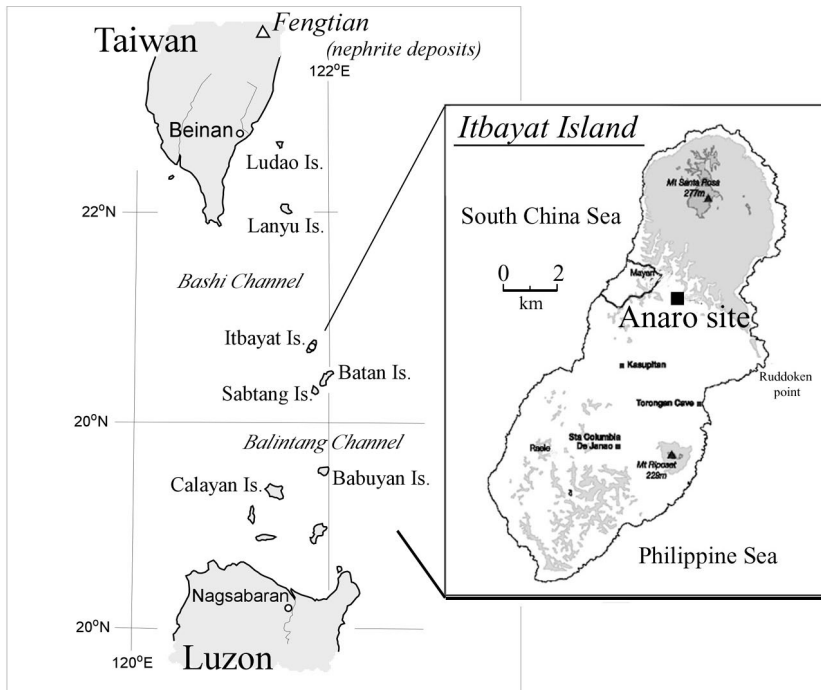 Taiwan
Fengtian
(nephrite deposits)
122°E
Beinan
Ludao Is.
22°N
Lanyu Is.
Bashi Channel
Itbayat Is.
Batan Is.
Sabtang Is.
20°N
Balintang Channel
Calayan Is.
Babuyan Is.
Nagsabaran
20°N
120°E
Luzon
Itbayat Island
Mt Santa Rosa
277m
South China Sea
0 2
km
Mayan
Anaro site
Kasupitan
Ruddoken
point
Torongan Cave
Sta Columbia
De Janao
Raele
Mt Riposet
229m
Philippine Sea